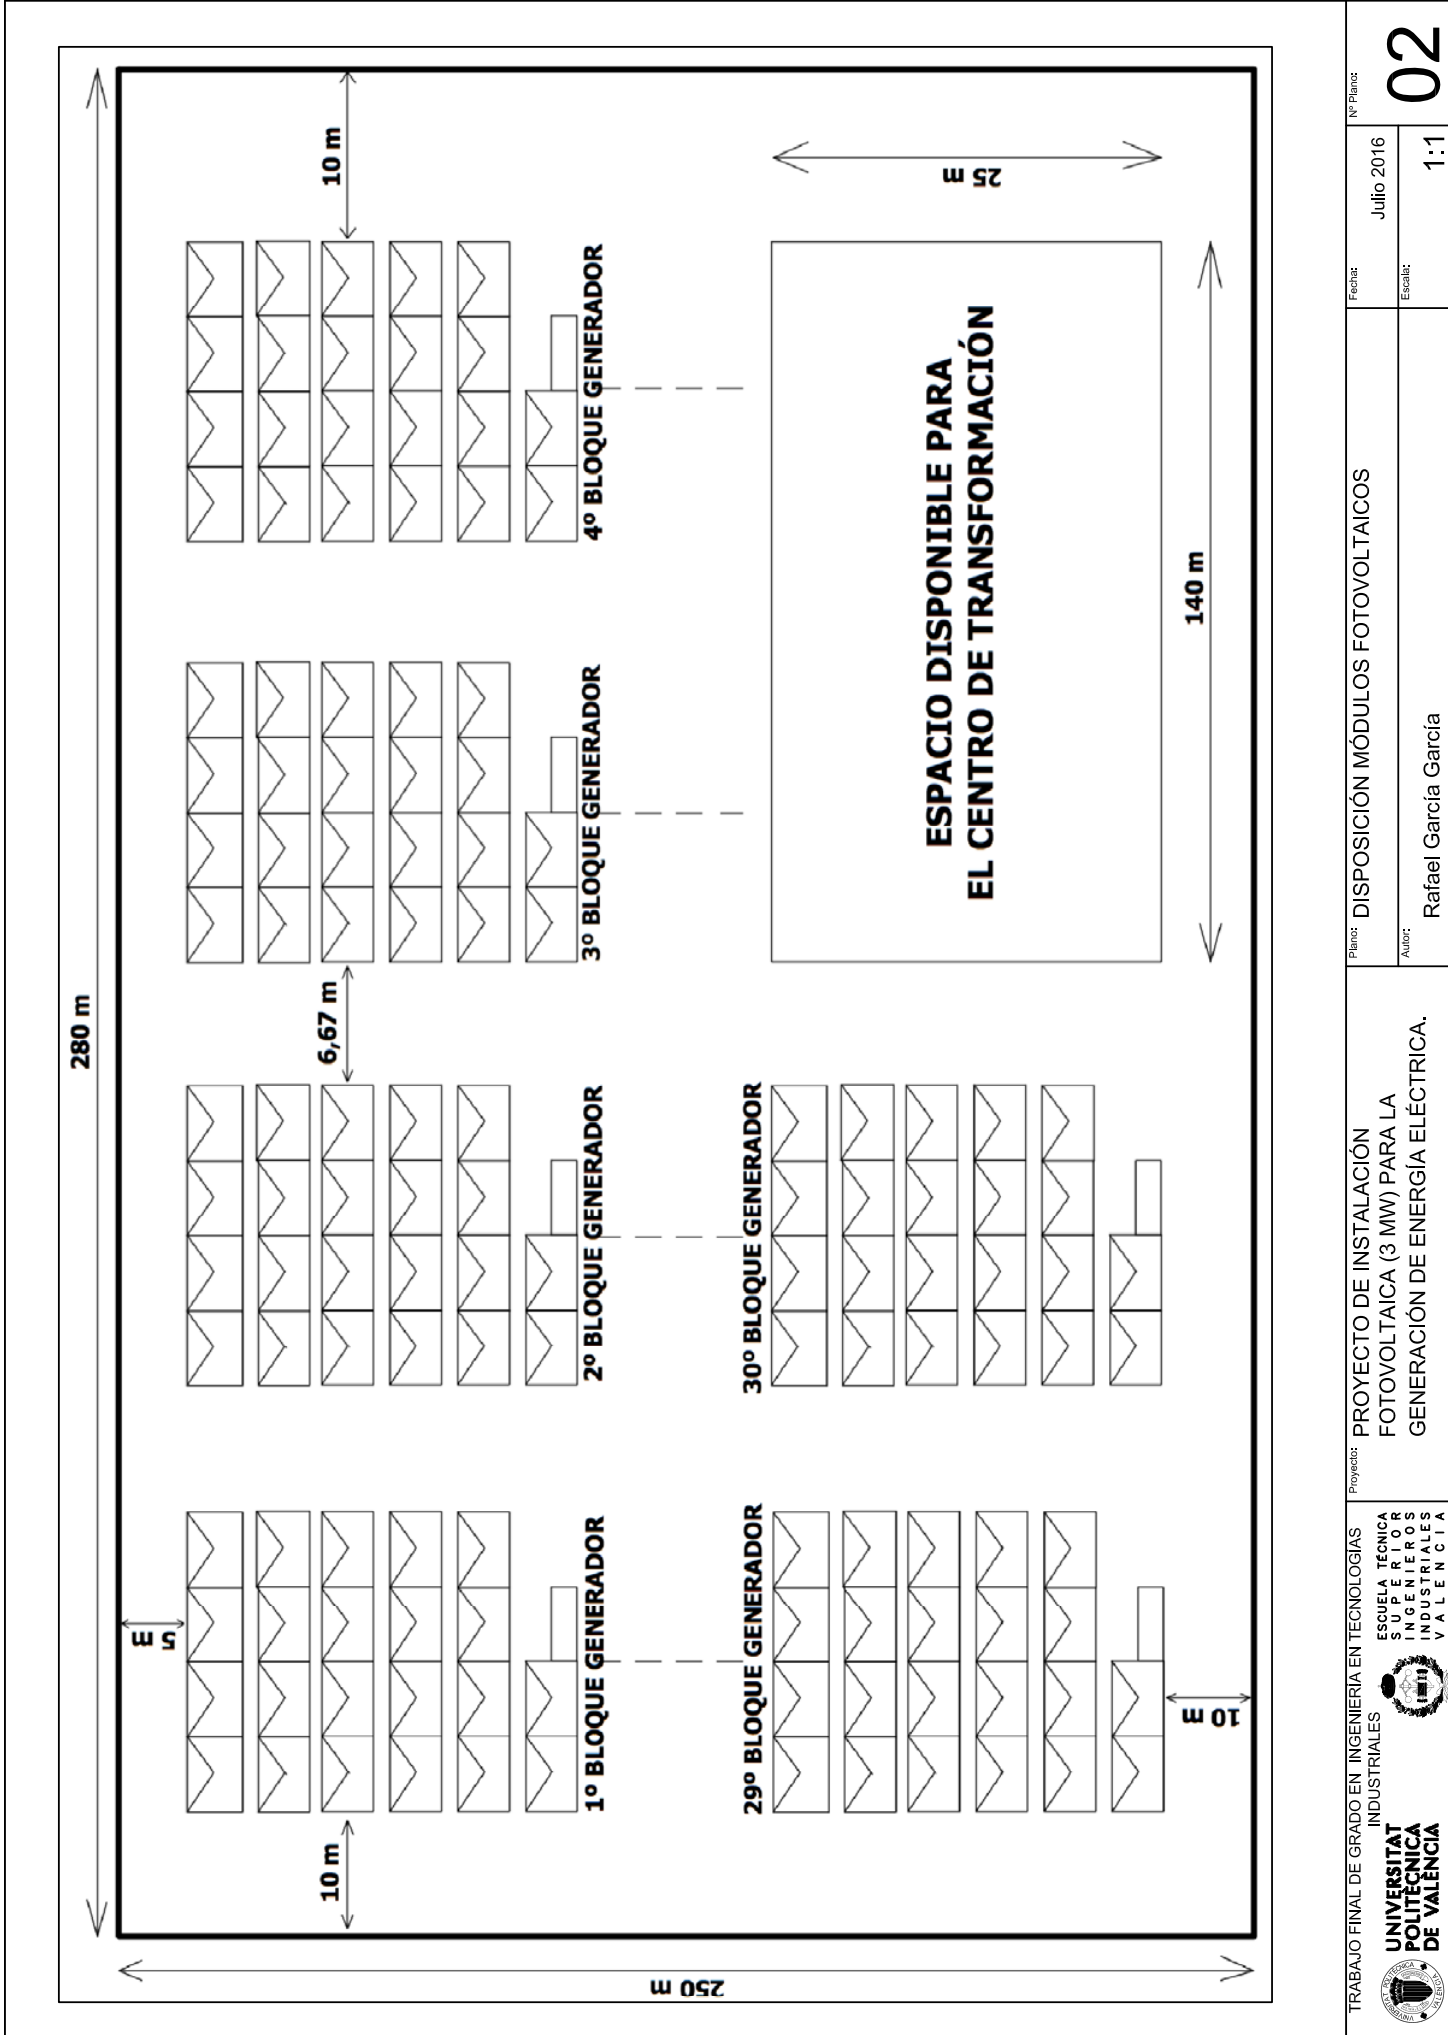 280 m
250 m
5 m
10 m
6,67 m
10 m
1º BLOQUE GENERADOR
2º BLOQUE GENERADOR
3º BLOQUE GENERADOR
4º BLOQUE GENERADOR
29º BLOQUE GENERADOR
30º BLOQUE GENERADOR
ESPACIO DISPONIBLE PARA
EL CENTRO DE TRANSFORMACIÓN
25 m
140 m
10 m
TRABAJO FINAL DE GRADO EN INGENIERÍA EN TECNOLOGÍAS
INDUSTRIALES
UNIVERSITAT
POLITÈCNICA
DE VALÈNCIA
ESCUELA TÉCNICA
SUPERIOR
INGENIEROS
INDUSTRIALES
VALENCIA
Proyecto:
PROYECTO DE INSTALACIÓN
FOTOVOLTAICA (3 MW) PARA LA
GENERACIÓN DE ENERGÍA ELÉCTRICA.
Plano: DISPOSICIÓN MÓDULOS FOTOVOLTAICOS
Autor:
Rafael García García
Fecha:
Julio 2016
Escala:
1:1
Nº Plano:
02